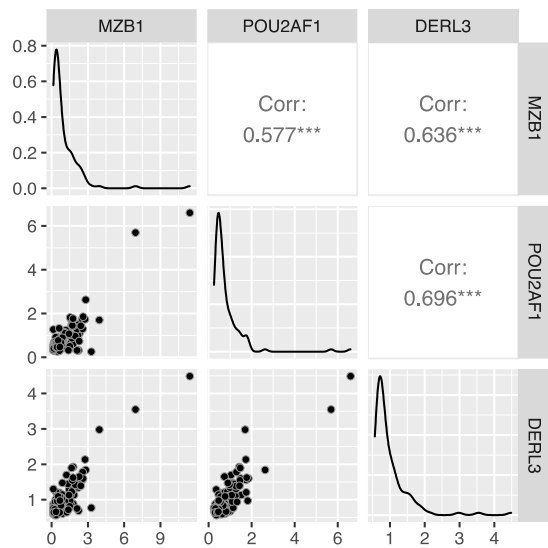 MZB1 POU2AF1 DERL3
0.8
0.6
0.4
0.2
0.0
Corr:
0.577***
Corr:
0.636***
MZB1
6
4
2
0
Corr:
0.696***
POU2AF1
4
3
2
1
DERL3
0 3 6 9 0 2 4 6 1 2 3 4